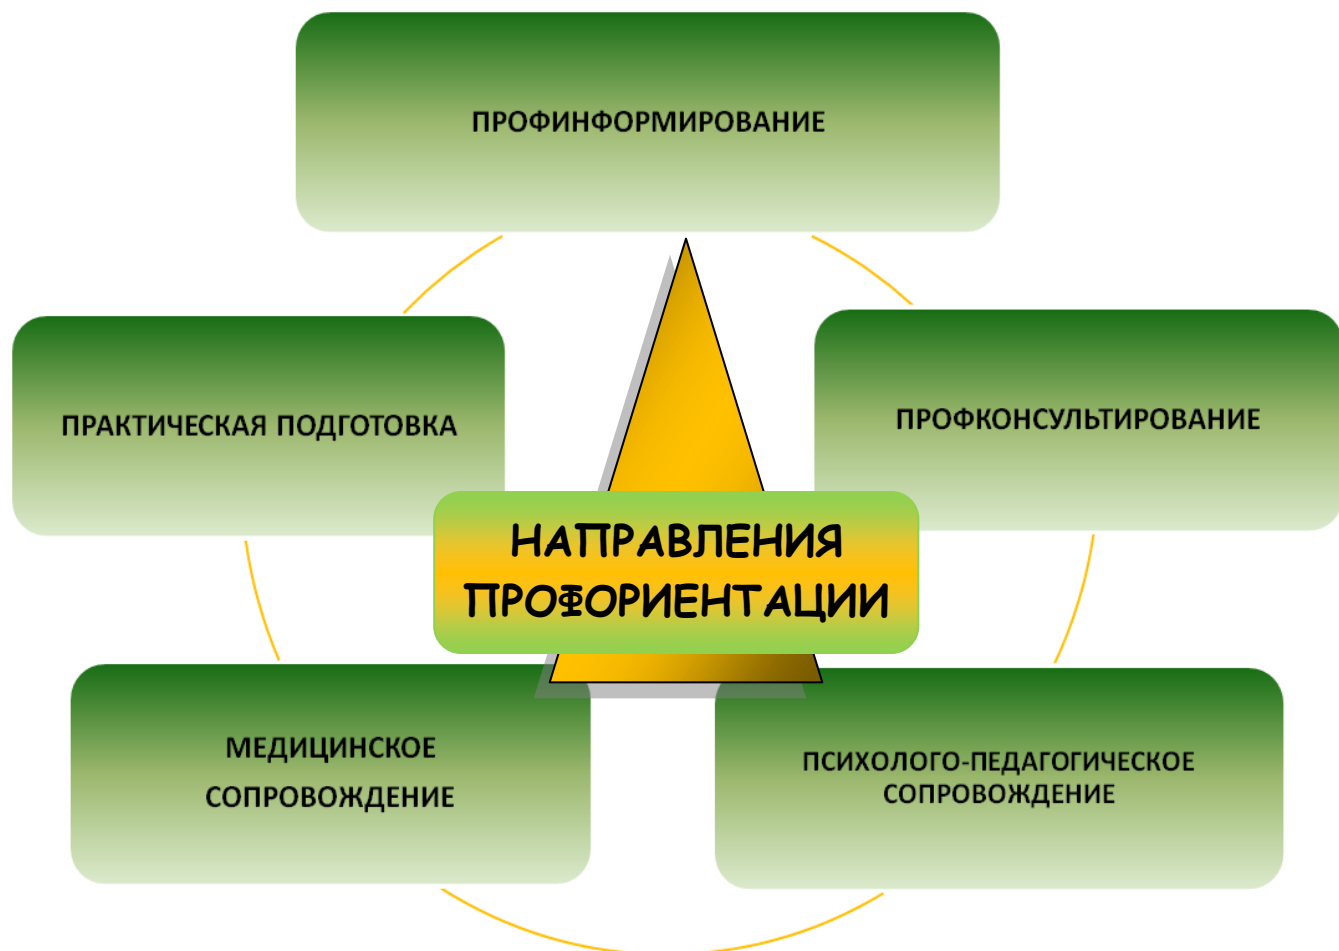 ПРОФИНФОРМИРОВАНИЕ
ПРАКТИЧЕСКАЯ ПОДГОТОВКА
ПРОФКОНСУЛЬТИРОВАНИЕ
НАПРАВЛЕНИЯ
ПРОФОРИЕНТАЦИИ
МЕДИЦИНСКОЕ
СОПРОВОЖДЕНИЕ
ПСИХОЛОГО-ПЕДАГОГИЧЕСКОЕ
СОПРОВОЖДЕНИЕ